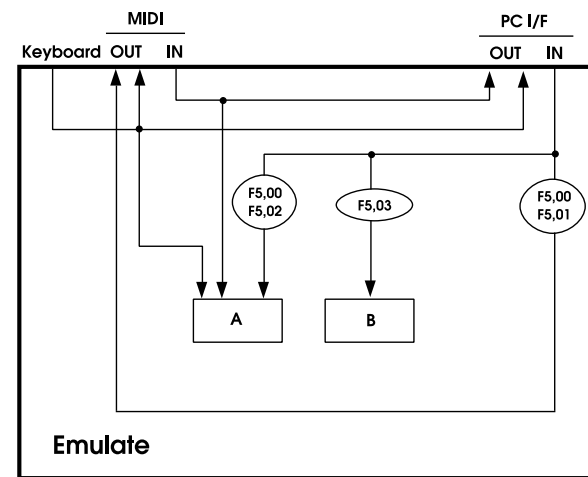 MIDI
PC I/F
Keyboard OUT IN
OUT IN
F5,00
F5,02
F5,03
F5,00
F5,01
A
B
Emulate